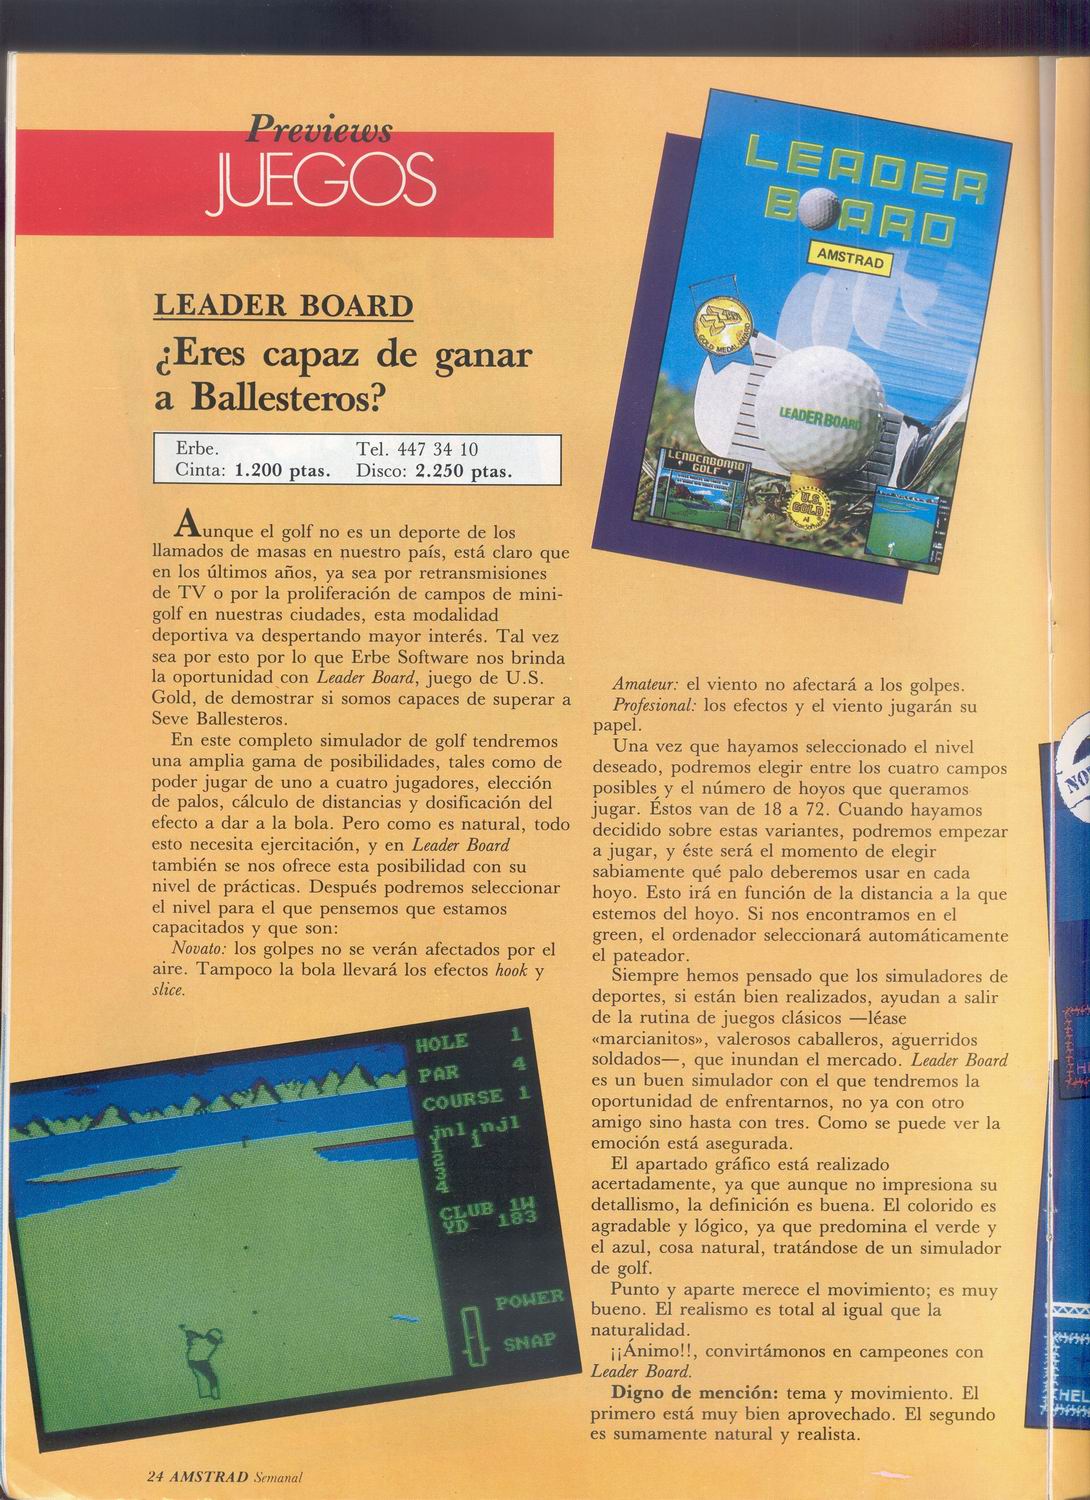 Previews
JUEGOS
LEADER BOARD
¿Eres capaz de ganar
a Ballesteros?
Erbe. Tel. 447 34 10
Cinta: 1.200 ptas. Disco: 2.250 ptas.
Aunque el golf no es un deporte de los
llamados de masas en nuestro país, está claro que
en los últimos años, ya sea por retransmisiones
de TV o por la proliferación de campos de mini-
golf en nuestras ciudades, esta modalidad
deportiva va despertando mayor interés. Tal vez
sea por esto por lo que Erbe Software nos brinda
la oportunidad con Leader Board, juego de U.S.
Gold, de demostrar si somos capaces de superar a
Seve Ballesteros.
En este completo simulador de golf tendremos
una amplia gama de posibilidades, tales como de
poder jugar de uno a cuatro jugadores, elección
de palos, cálculo de distancias y dosificación del
efecto a dar a la bola. Pero como es natural, todo
esto necesita ejercitación, y en Leader Board
también se nos ofrece esta posibilidad con su
nivel de prácticas. Después podremos seleccionar
el nivel para el que pensemos que estamos
capacitados y que son:
Novato: los golpes no se verán afectados por el
aire. Tampoco la bola llevará los efectos hook y
slice.
HOLE 1
PAR 4
COURSE 1
jnl,njl
1 1
2
3
4
CLUB 1W
YD 183
POWER
SNAP
LEADER
BOARD
AMSTRAD
GOLD MEDAL AWARD
LEADERBOARD
LEADERBOARD
GOLF
U.S.
GOLD
Amateur: el viento no afectará a los golpes.
Profesional: los efectos y el viento jugarán su
papel.
Una vez que hayamos seleccionado el nivel
deseado, podremos elegir entre los cuatro campos
posibles y el número de hoyos que queramos
jugar. Éstos van de 18 a 72. Cuando hayamos
decidido sobre estas variantes, podremos empezar
a jugar, y éste será el momento de elegir
sabiamente qué palo deberemos usar en cada
hoyo. Esto irá en función de la distancia a la que
estemos del hoyo. Si nos encontramos en el
green, el ordenador seleccionará automáticamente
el pateador.
Siempre hemos pensado que los simuladores de
deportes, si están bien realizados, ayudan a salir
de la rutina de juegos clásicos —léase
«marcianitos», valerosos caballeros, aguerridos
soldados—, que inundan el mercado. Leader Board
es un buen simulador con el que tendremos la
oportunidad de enfrentarnos, no ya con otro
amigo sino hasta con tres. Como se puede ver la
emoción está asegurada.
El apartado gráfico está realizado
acertadamente, ya que aunque no impresiona su
detallismo, la definición es buena. El colorido es
agradable y lógico, ya que predomina el verde y
el azul, cosa natural, tratándose de un simulador
de golf.
Punto y aparte merece el movimiento; es muy
bueno. El realismo es total al igual que la
naturalidad.
¡¡Ánimo!!, convirtámonos en campeones con
Leader Board.
Digno de mención: tema y movimiento. El
primero está muy bien aprovechado. El segundo
es sumamente natural y realista.
24 AMSTRAD Semanal
NO
HEL